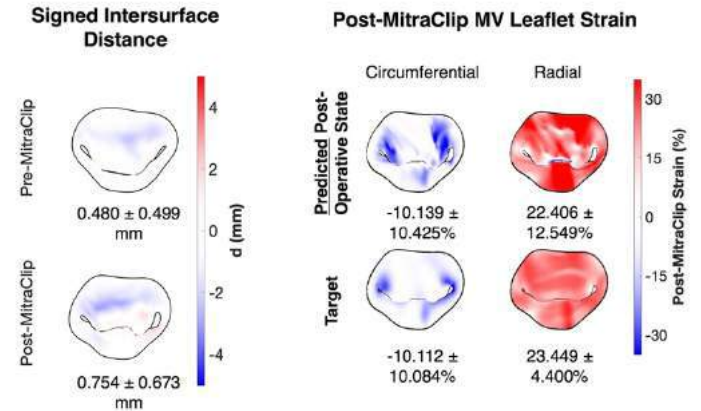 Signed Intersurface
Distance
Pre-MitraClip
0.480 ± 0.499
mm
Post-MitraClip
0.754 ± 0.673
mm
4
2
0
-2
-4
d (mm)
Post-MitraClip MV Leaflet Strain
Circumferential
Radial
Predicted Post-
Operative State
-10.139 ±
10.425%
22.406 ±
12.549%
Target
-10.112 ±
10.084%
23.449 ±
4.400%
30
15
0
-15
-30
Post-MitraClip Strain (%)